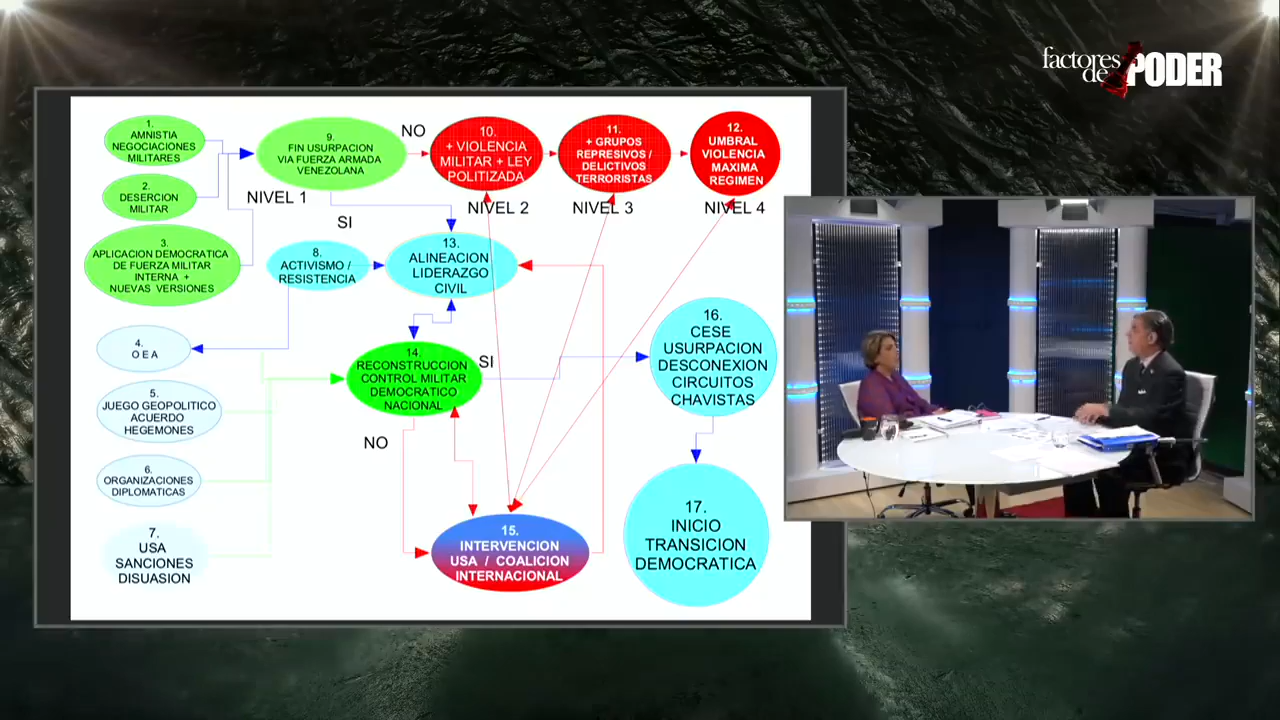 factores
de PODER
1.
AMNISTIA
NEGOCIACIONES
MILITARES
2.
DESERCION
MILITAR
3.
APLICACION DEMOCRATICA
DE FUERZA MILITAR
INTERNA +
NUEVAS VERSIONES
4.
O E A
5.
JUEGO GEOPOLITICO
ACUERDO
HEGEMONES
6.
ORGANIZACIONES
DIPLOMATICAS
7.
USA
SANCIONES
DISUASION
8.
ACTIVISMO /
RESISTENCIA
9.
FIN USURPACION
VIA FUERZA ARMADA
VENEZOLANA
NIVEL 1
NO
SI
10.
+ VIOLENCIA
MILITAR + LEY
POLITIZADA
NIVEL 2
11.
+ GRUPOS
REPRESIVOS /
DELICTIVOS
TERRORISTAS
NIVEL 3
12.
UMBRAL
VIOLENCIA
MAXIMA
REGIMEN
NIVEL 4
13.
ALINEACION
LIDERAZGO
CIVIL
14.
RECONSTRUCCION
CONTROL MILITAR
DEMOCRATICO
NACIONAL
SI
NO
15.
INTERVENCION
USA / COALICION
INTERNACIONAL
16.
CESE
USURPACION
DESCONEXION
CIRCUITOS
CHAVISTAS
17.
INICIO
TRANSICION
DEMOCRATICA